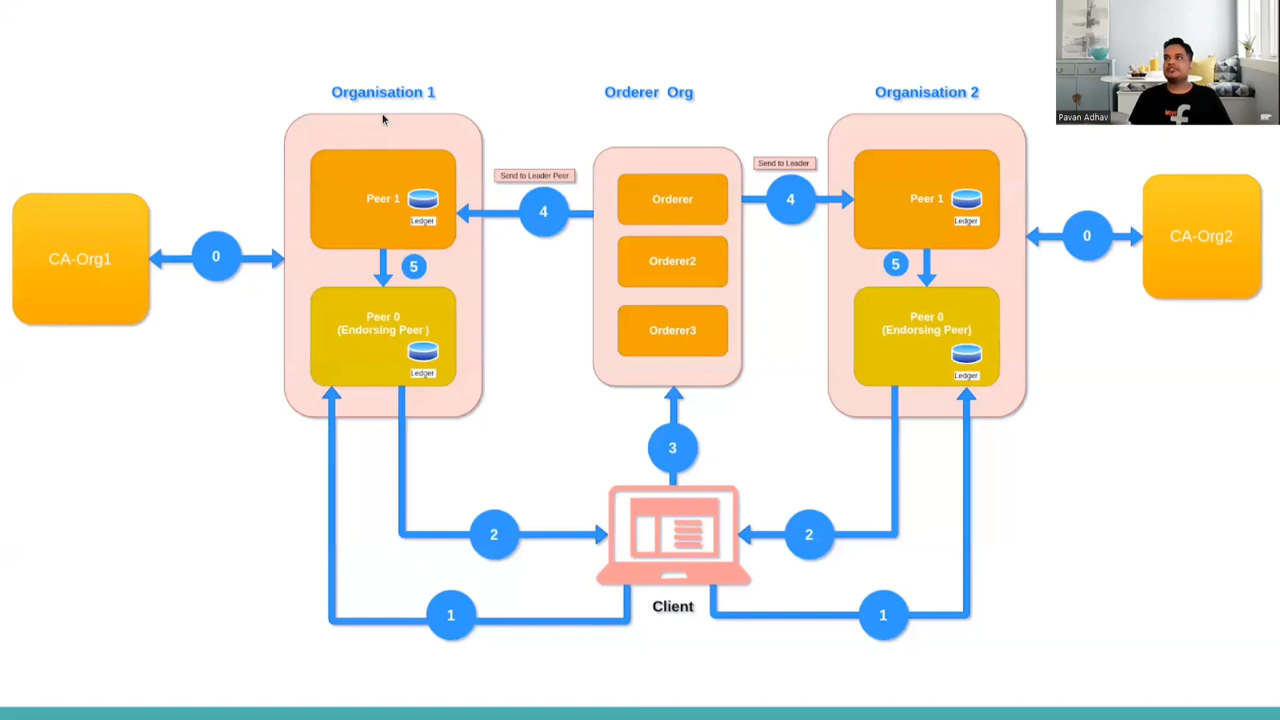 Organisation 1
Orderer Org
Organisation 2
Pavan Adhav
Send to Leader Peer
Send to Leader
Peer 1
Ledger
4
Orderer
4
Peer 1
Ledger
CA-Org1
0
0
CA-Org2
5
Orderer2
5
Peer 0
(Endorsing Peer)
Ledger
Orderer3
Peer 0
(Endorsing Peer)
Ledger
3
2
2
Client
1
1